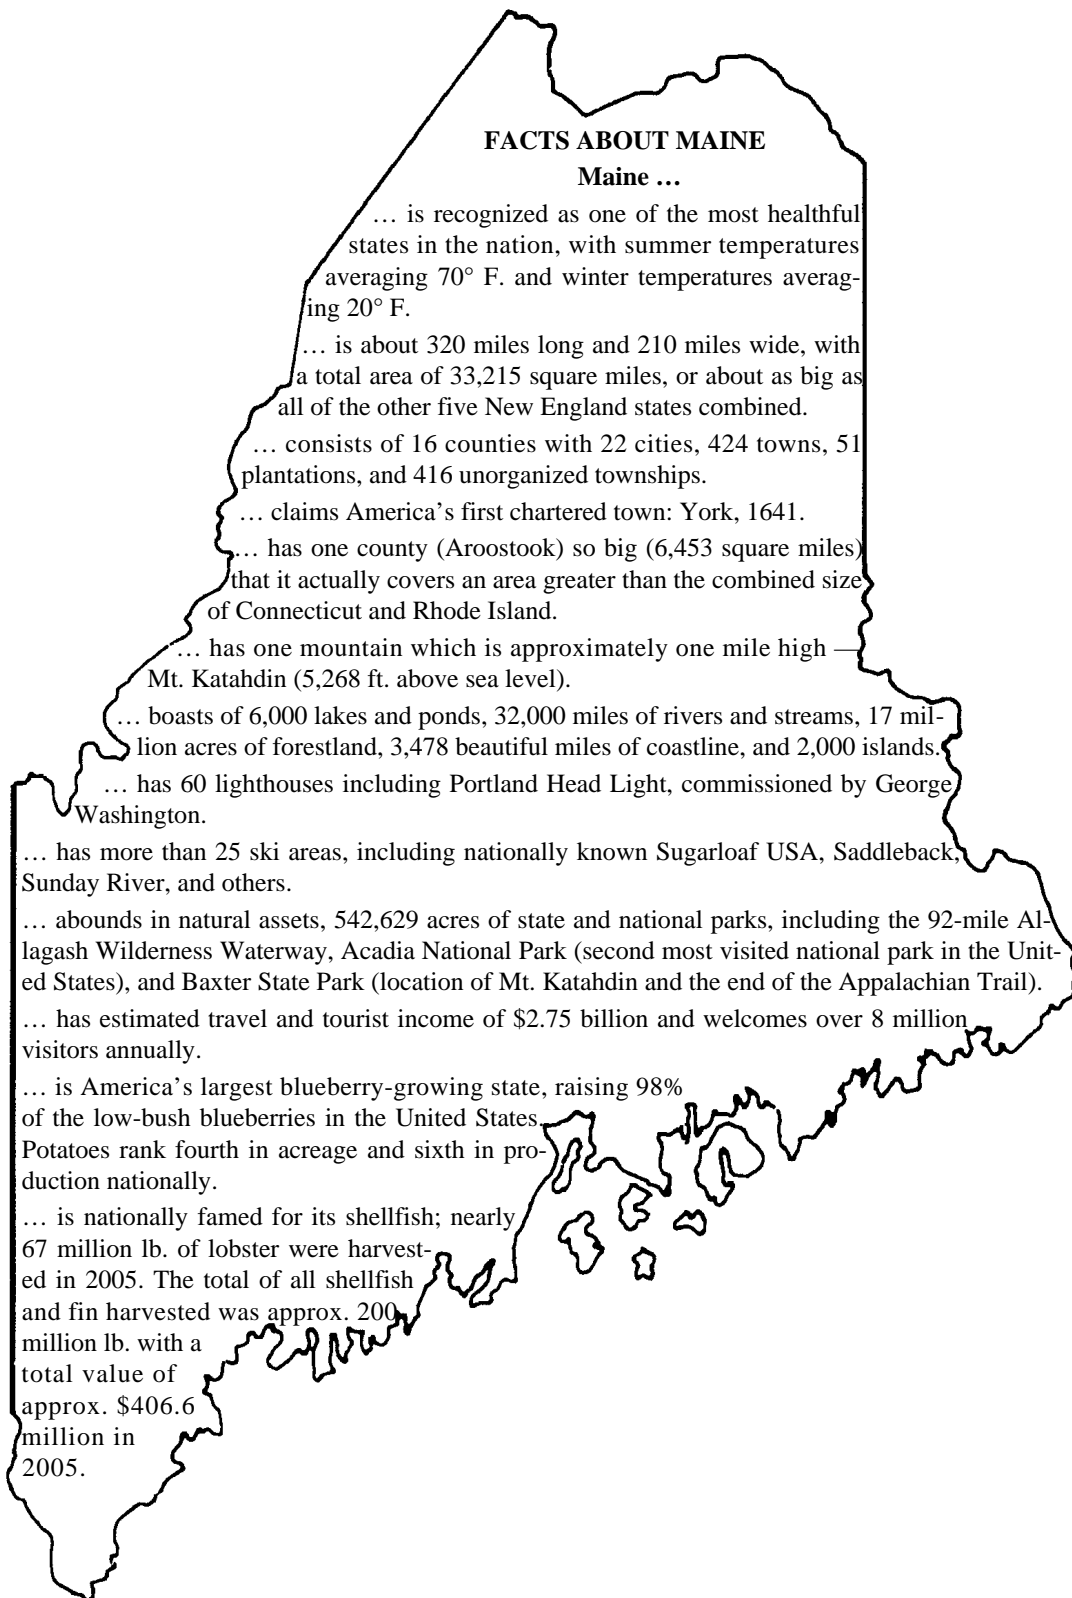 FACTS ABOUT MAINE
Maine …
… is recognized as one of the most healthful
states in the nation, with summer temperatures
averaging 70° F. and winter temperatures averag-
ing 20° F.
… is about 320 miles long and 210 miles wide, with
a total area of 33,215 square miles, or about as big as
all of the other five New England states combined.
… consists of 16 counties with 22 cities, 424 towns, 51
plantations, and 416 unorganized townships.
… claims America’s first chartered town: York, 1641.
… has one county (Aroostook) so big (6,453 square miles)
that it actually covers an area greater than the combined size
of Connecticut and Rhode Island.
… has one mountain which is approximately one mile high —
Mt. Katahdin (5,268 ft. above sea level).
… boasts of 6,000 lakes and ponds, 32,000 miles of rivers and streams, 17 mil-
lion acres of forestland, 3,478 beautiful miles of coastline, and 2,000 islands.
… has 60 lighthouses including Portland Head Light, commissioned by George
Washington.
… has more than 25 ski areas, including nationally known Sugarloaf USA, Saddleback,
Sunday River, and others.
… abounds in natural assets, 542,629 acres of state and national parks, including the 92-mile Al-
lagash Wilderness Waterway, Acadia National Park (second most visited national park in the Unit-
ed States), and Baxter State Park (location of Mt. Katahdin and the end of the Appalachian Trail).
… has estimated travel and tourist income of $2.75 billion and welcomes over 8 million
visitors annually.
… is America’s largest blueberry-growing state, raising 98%
of the low-bush blueberries in the United States.
Potatoes rank fourth in acreage and sixth in pro-
duction nationally.
… is nationally famed for its shellfish; nearly
67 million lb. of lobster were harvest-
ed in 2005. The total of all shellfish
and fin harvested was approx. 200
million lb. with a
total value of
approx. $406.6
million in
2005.